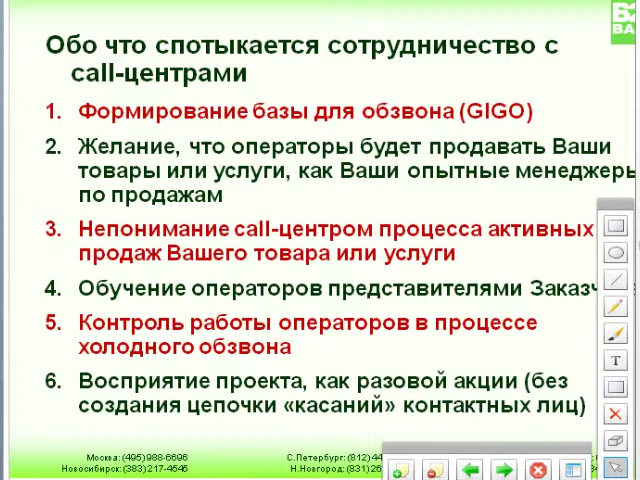 Обо что спотыкается сотрудничество с
call-центрами
1. Формирование базы для обзвона (GIGO)
2. Желание, что операторы будет продавать Ваши
товары или услуги, как Ваши опытные менеджеры
по продажам
3. Непонимание call-центром процесса активных
продаж Вашего товара или услуги
4. Обучение операторов представителями
5. Контроль работы операторов в процессе
холодного обзвона
6. Восприятие проекта, как разовой акции (без
создания цепочки «касаний» контактных лиц)
Москва: (495) 988-6696 С.Петербург: (812) 44
Новосибирск: (383) 217-4545 Н.Новгород: (831) 26
T